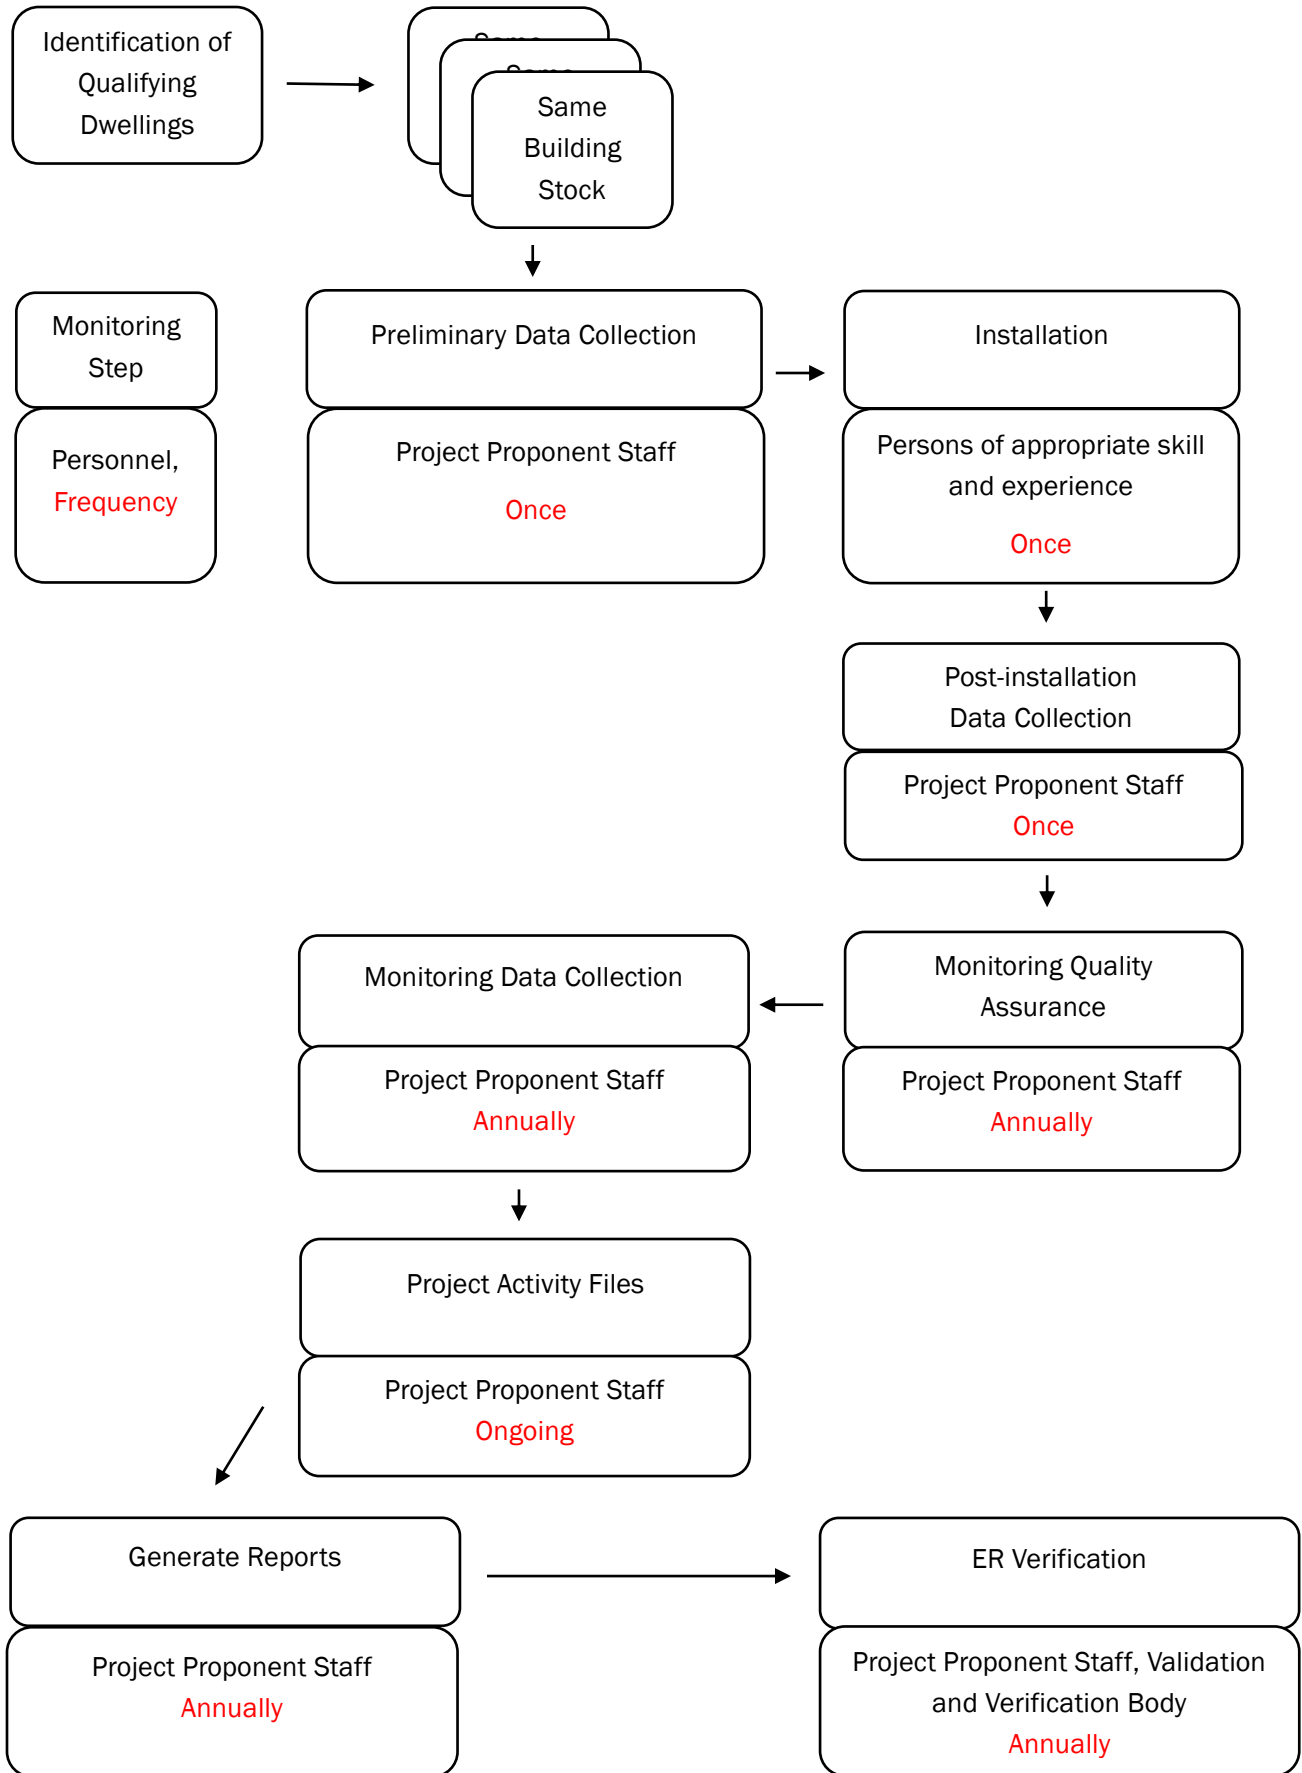 Identification of
Qualifying
Dwellings
Same
Building
Stock
Monitoring
Step
Personnel,
Frequency
Preliminary Data Collection
Project Proponent Staff
Once
Installation
Persons of appropriate skill
and experience
Once
Post-installation
Data Collection
Project Proponent Staff
Once
Monitoring Quality
Assurance
Project Proponent Staff
Annually
Monitoring Data Collection
Project Proponent Staff
Annually
Project Activity Files
Project Proponent Staff
Ongoing
Generate Reports
Project Proponent Staff
Annually
ER Verification
Project Proponent Staff, Validation
and Verification Body
Annually